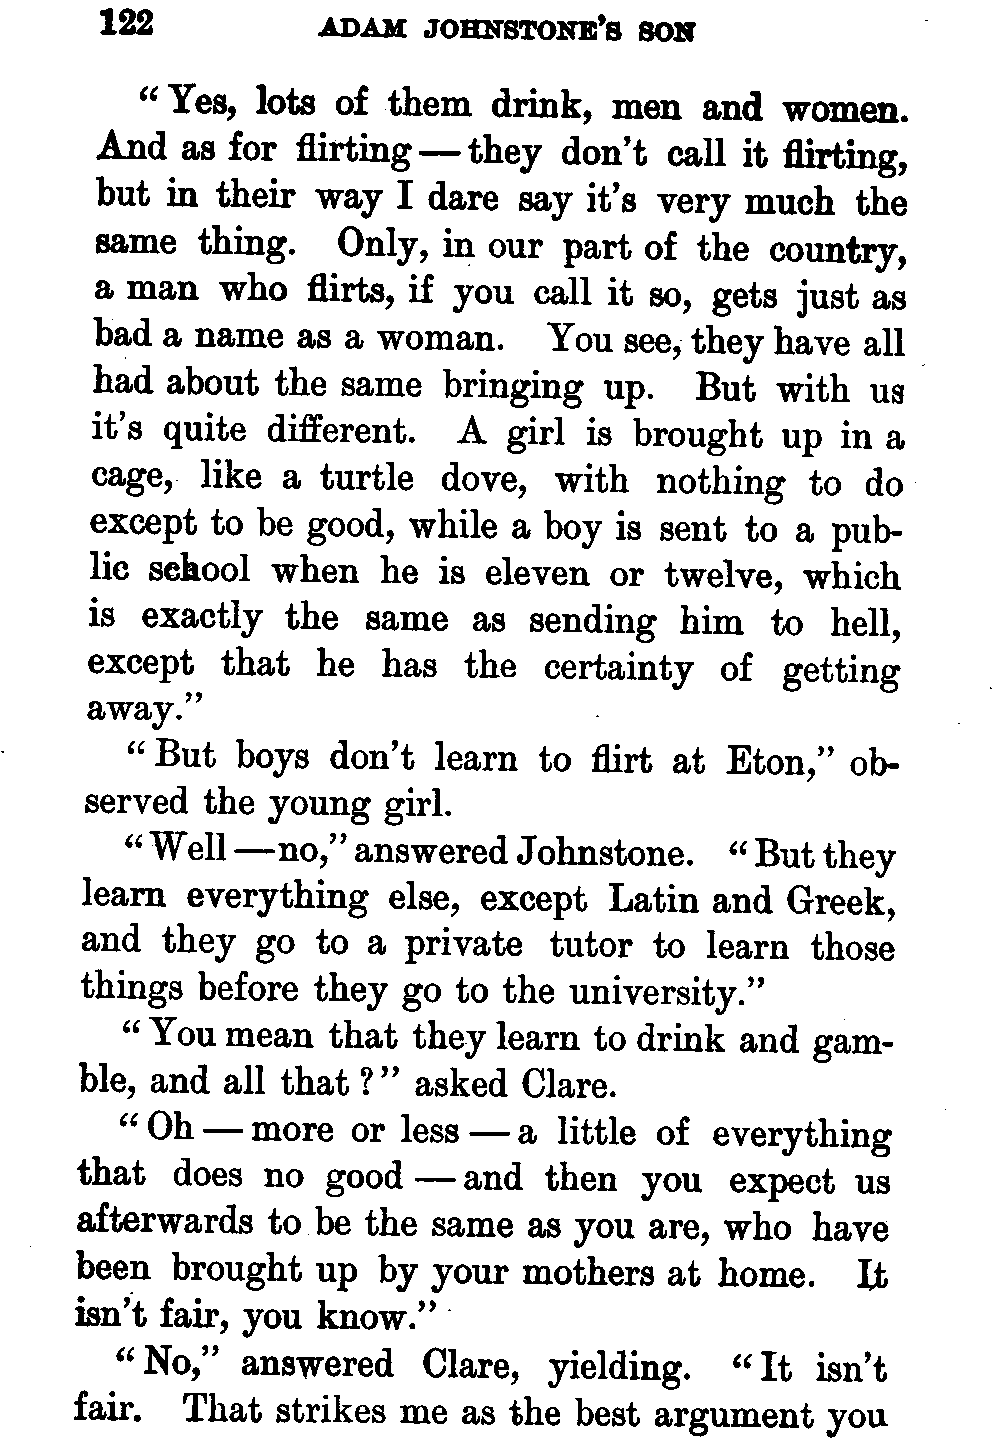 122 ADAM JOHNSTONE'S SON
“Yes, lots of them drink, men and women.
And as for flirting — they don't call it flirting,
but in their way I dare say it's very much the
same thing. Only, in our part of the country,
a man who flirts, if you call it so, gets just as
bad a name as a woman. You see, they have all
had about the same bringing up. But with us
it's quite different. A girl is brought up in a
cage, like a turtle dove, with nothing to do
except to be good, while a boy is sent to a pub-
lic school when he is eleven or twelve, which
is exactly the same as sending him to hell,
except that he has the certainty of getting
away.”
“But boys don't learn to flirt at Eton,” ob-
served the young girl.
“Well — no,” answered Johnstone. “But they
learn everything else, except Latin and Greek,
and they go to a private tutor to learn those
things before they go to the university.”
“You mean that they learn to drink and gam-
ble, and all that?” asked Clare.
“Oh — more or less — a little of everything
that does no good — and then you expect us
afterwards to be the same as you are, who have
been brought up by your mothers at home. It
isn't fair, you know.”
“No,” answered Clare, yielding. “It isn't
fair. That strikes me as the best argument you